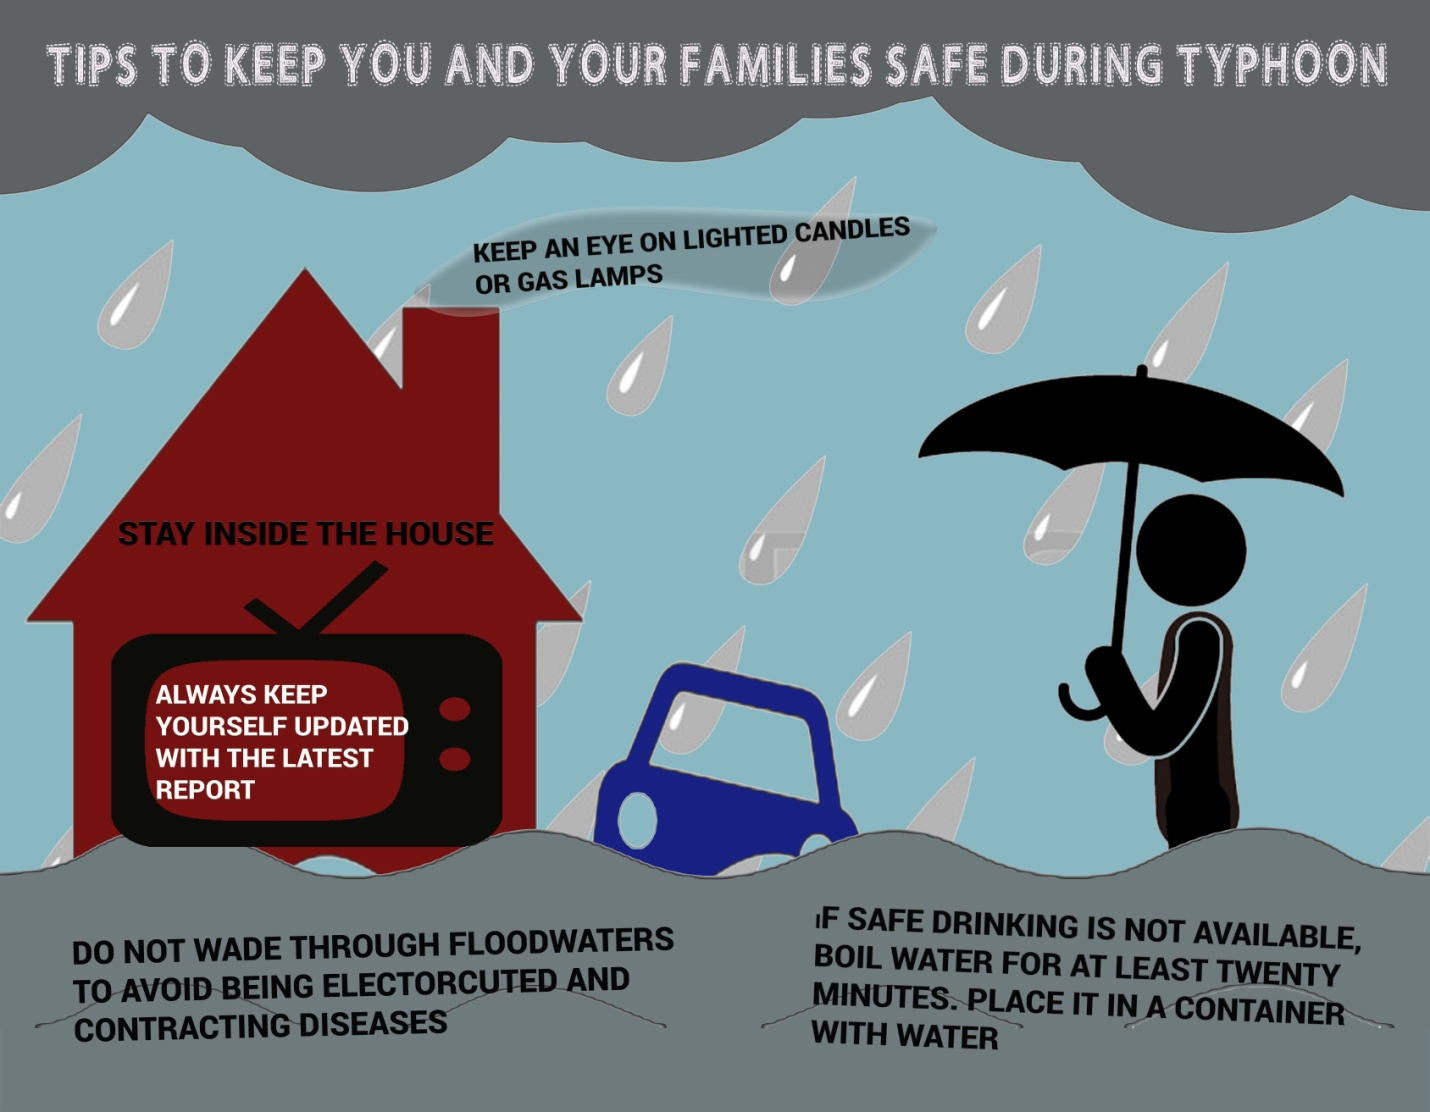 TIPS TO KEEP YOU AND YOUR FAMILIES SAFE DURING TYPHOON
KEEP AN EYE ON LIGHTED CANDLES
OR GAS LAMPS
STAY INSIDE THE HOUSE
ALWAYS KEEP
YOURSELF UPDATED
WITH THE LATEST
REPORT
DO NOT WADE THROUGH FLOODWATERS
TO AVOID BEING ELECTORCUTED AND
CONTRACTING DISEASES
IF SAFE DRINKING IS NOT AVAILABLE,
BOIL WATER FOR AT LEAST TWENTY
MINUTES. PLACE IT IN A CONTAINER
WITH WATER